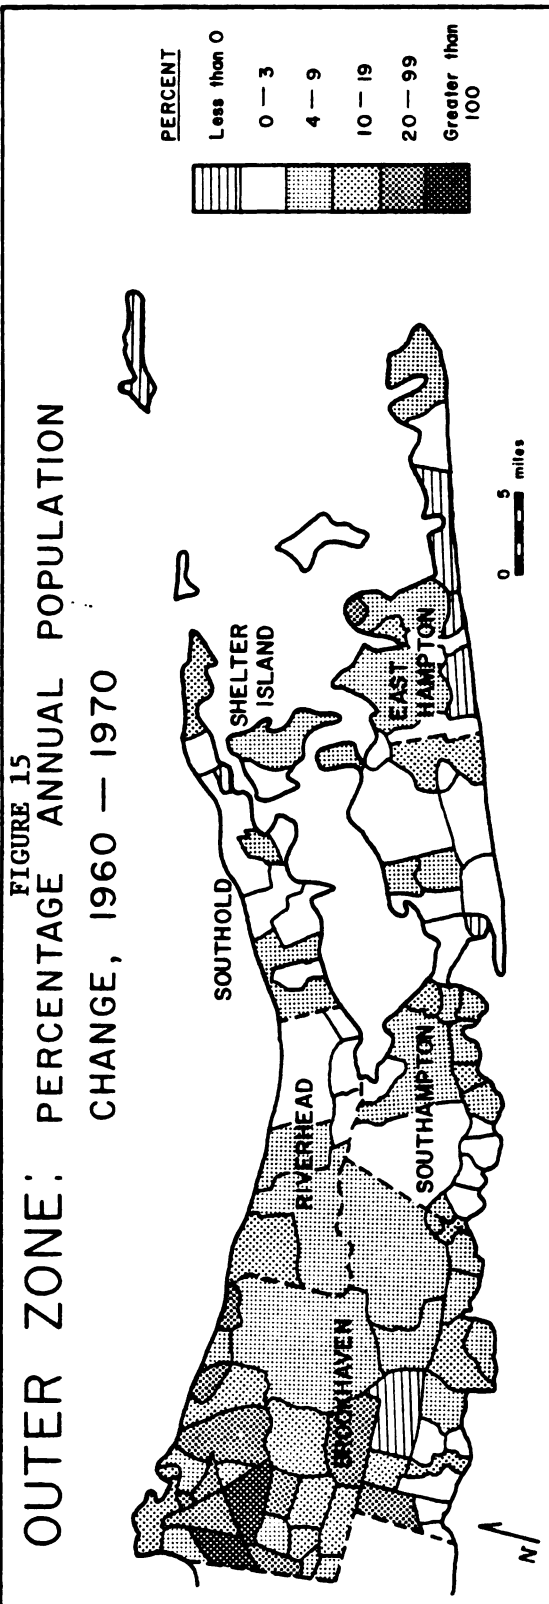 FIGURE 15
OUTER ZONE: PERCENTAGE ANNUAL POPULATION
CHANGE, 1960 — 1970
PERCENT
Less than 0
0 — 3
4 — 9
10 — 19
20 — 99
Greater than
100
SOUTHOLD
SHELTER
ISLAND
RIVERHEAD
BROOKHAVEN
SOUTHAMPTON
EAST
HAMPTON
0 5
miles
N